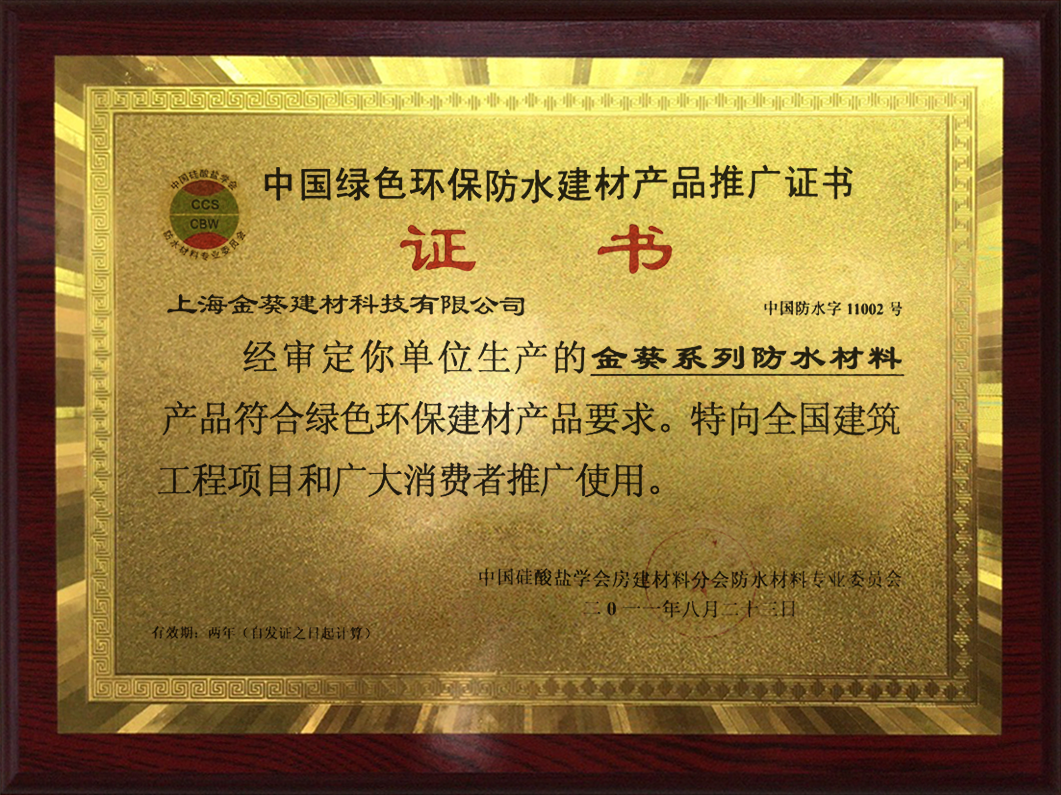 中国硅酸盐学会
CCS
CBW
防水材料专业委员会
中国绿色环保防水建材产品推广证书
证 书
上海金葵建材科技有限公司
中国防水字 11002 号
经审定你单位生产的金葵系列防水材料
产品符合绿色环保建材产品要求。特向全国建筑
工程项目和广大消费者推广使用。
中国硅酸盐学会房建材料分会防水材料专业委员会
二0一一年八月二十三日
有效期：两年（自发证之日起计算）